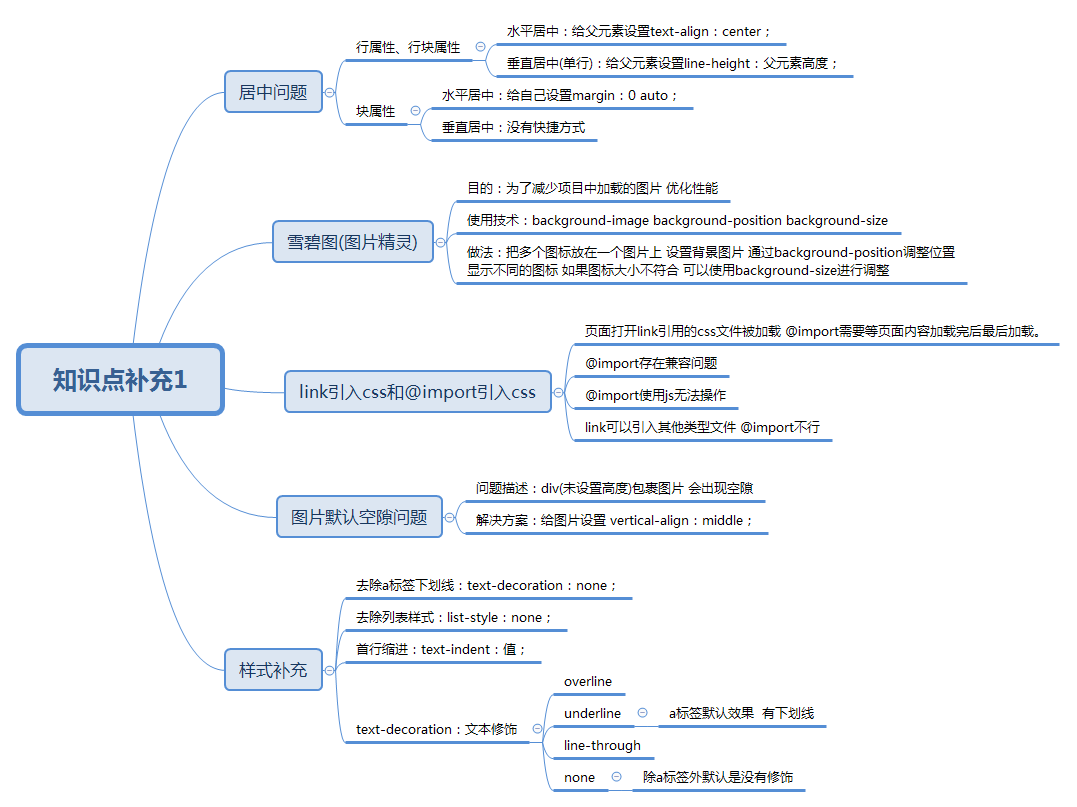 知识点补充1
居中问题
行属性、行块属性
水平居中：给父元素设置text-align：center；
垂直居中(单行)：给父元素设置line-height：父元素高度；
块属性
水平居中：给自己设置margin：0 auto；
垂直居中：没有快捷方式
雪碧图(图片精灵)
目的：为了减少项目中加载的图片 优化性能
使用技术：background-image background-position background-size
做法：把多个图标放在一个图片上 设置背景图片 通过background-position调整位置
显示不同的图标 如果图标大小不符合 可以使用background-size进行调整
link引入css和@import引入css
页面打开link引用的css文件被加载 @import需要等页面内容加载完后最后加载。
@import存在兼容问题
@import使用js无法操作
link可以引入其他类型文件 @import不行
图片默认空隙问题
问题描述：div(未设置高度)包裹图片 会出现空隙
解决方案：给图片设置 vertical-align：middle；
样式补充
去除a标签下划线：text-decoration：none；
去除列表样式：list-style：none；
首行缩进：text-indent：值；
text-decoration：文本修饰
overline
underline
a标签默认效果 有下划线
line-through
none
除a标签外默认是没有修饰